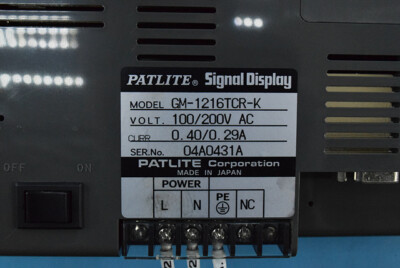 PATLITE® Signal Display
MODEL GM-1216TCR-K
VOLT. 100/200V AC
CURR 0.40/0.29A
SER.No. 04A0431A
PATLITE Corporation
MADE IN JAPAN
OFF ON
POWER
L N PE NC